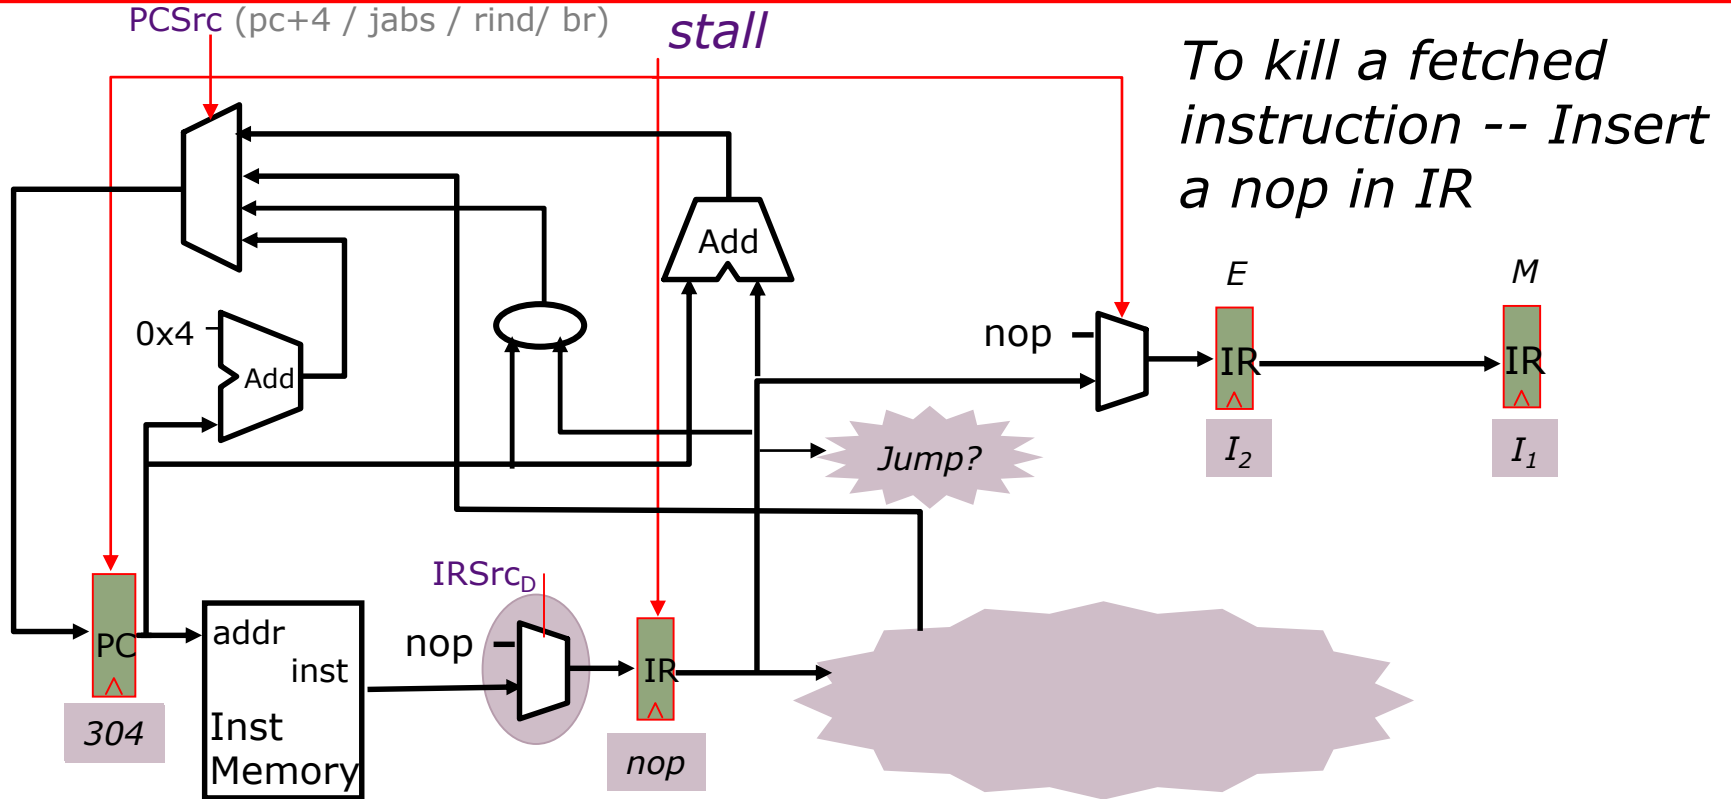 PCSrc (pc+4 / jabs / rind/ br)
stall
To kill a fetched
instruction -- Insert
a nop in IR
Add
E
M
0x4
Add
nop
IR
IR
Jump?
I2
I1
IRSrcD
PC
addr
inst
nop
IR
304
Inst
Memory
nop